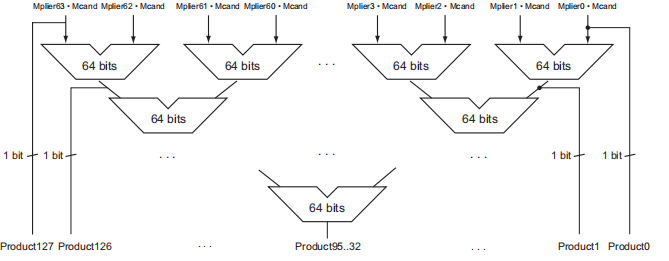 Mplier63 • Mcand Mplier62 • Mcand Mplier61 • Mcand Mplier60 • Mcand Mplier3 • Mcand Mplier2 • Mcand Mplier1 • Mcand Mplier0 • Mcand
64 bits 64 bits . . . 64 bits 64 bits
64 bits 64 bits
1 bit 1 bit . . . . . . . . . 1 bit 1 bit
64 bits
Product127 Product126 . . . Product95..32 . . . Product1 Product0